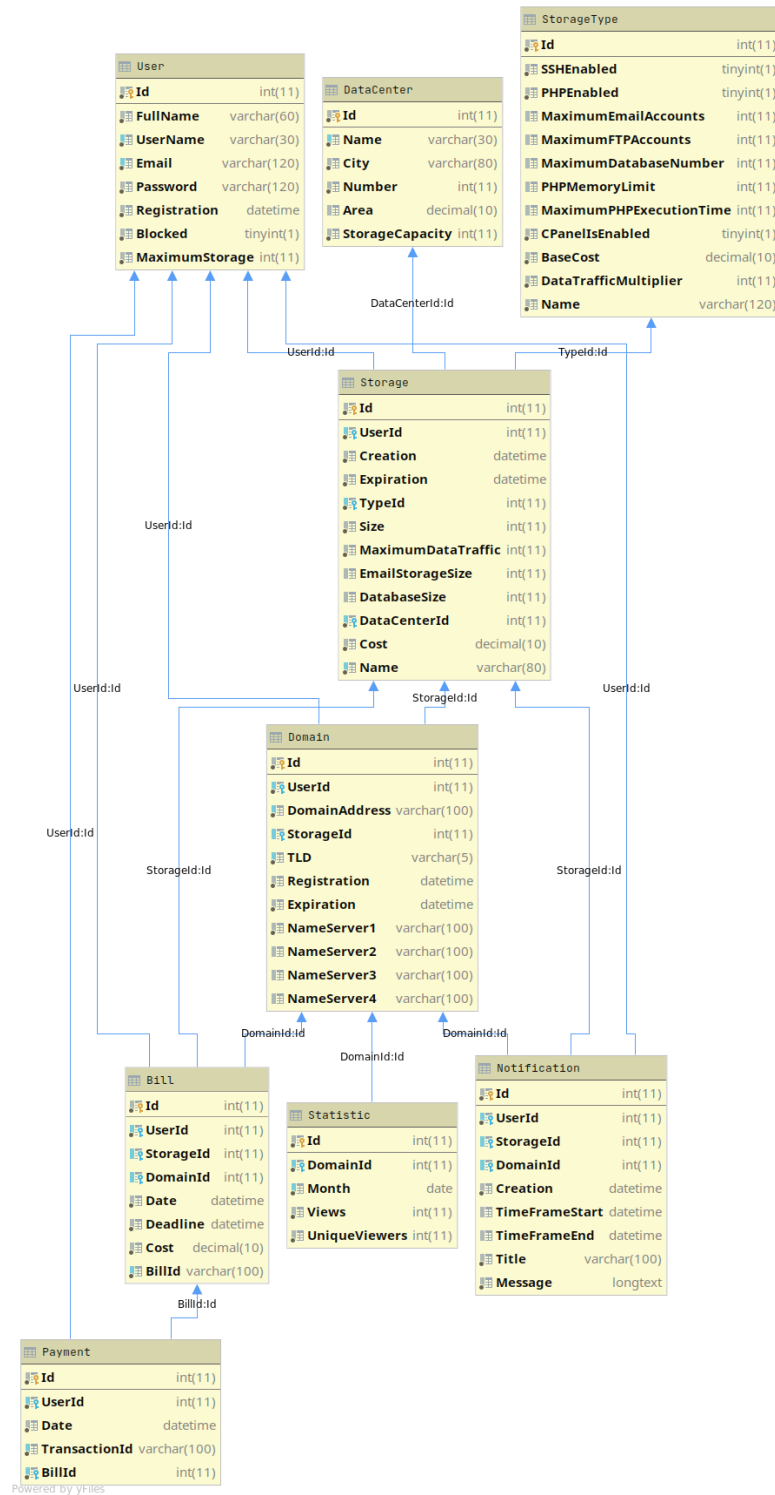 StorageType
Id int(11)
SSHEnabled tinyint(1)
PHPEnabled tinyint(1)
MaximumEmailAccounts int(11)
MaximumFTPAccounts int(11)
MaximumDatabaseNumber int(11)
PHPMemoryLimit int(11)
MaximumPHPExecutionTime int(11)
CPanelIsEnabled tinyint(1)
BaseCost decimal(10)
DataTrafficMultiplier int(11)
Name varchar(120)
User
Id int(11)
FullName varchar(60)
UserName varchar(30)
Email varchar(120)
Password varchar(120)
Registration datetime
Blocked tinyint(1)
MaximumStorage int(11)
DataCenter
Id int(11)
Name varchar(30)
City varchar(80)
Number int(11)
Area decimal(10)
StorageCapacity int(11)
DataCenterId:Id
UserId:Id
TypeId:Id
Storage
Id int(11)
UserId int(11)
Creation datetime
Expiration datetime
TypeId int(11)
Size int(11)
MaximumDataTraffic int(11)
EmailStorageSize int(11)
DatabaseSize int(11)
DataCenterId int(11)
Cost decimal(10)
Name varchar(80)
UserId:Id
UserId:Id
StorageId:Id
UserId:Id
Domain
Id int(11)
UserId int(11)
DomainAddress varchar(100)
StorageId int(11)
TLD varchar(5)
Registration datetime
Expiration datetime
NameServer1 varchar(100)
NameServer2 varchar(100)
NameServer3 varchar(100)
NameServer4 varchar(100)
UserId:Id
StorageId:Id
StorageId:Id
DomainId:Id
DomainId:Id
DomainId:Id
Bill
Id int(11)
UserId int(11)
StorageId int(11)
DomainId int(11)
Date datetime
Deadline datetime
Cost decimal(10)
BillId varchar(100)
Statistic
Id int(11)
DomainId int(11)
Month date
Views int(11)
UniqueViewers int(11)
Notification
Id int(11)
UserId int(11)
StorageId int(11)
DomainId int(11)
Creation datetime
TimeFrameStart datetime
TimeFrameEnd datetime
Title varchar(100)
Message longtext
BillId:Id
Payment
Id int(11)
UserId int(11)
Date datetime
TransactionId varchar(100)
BillId int(11)
Powered by yFiles